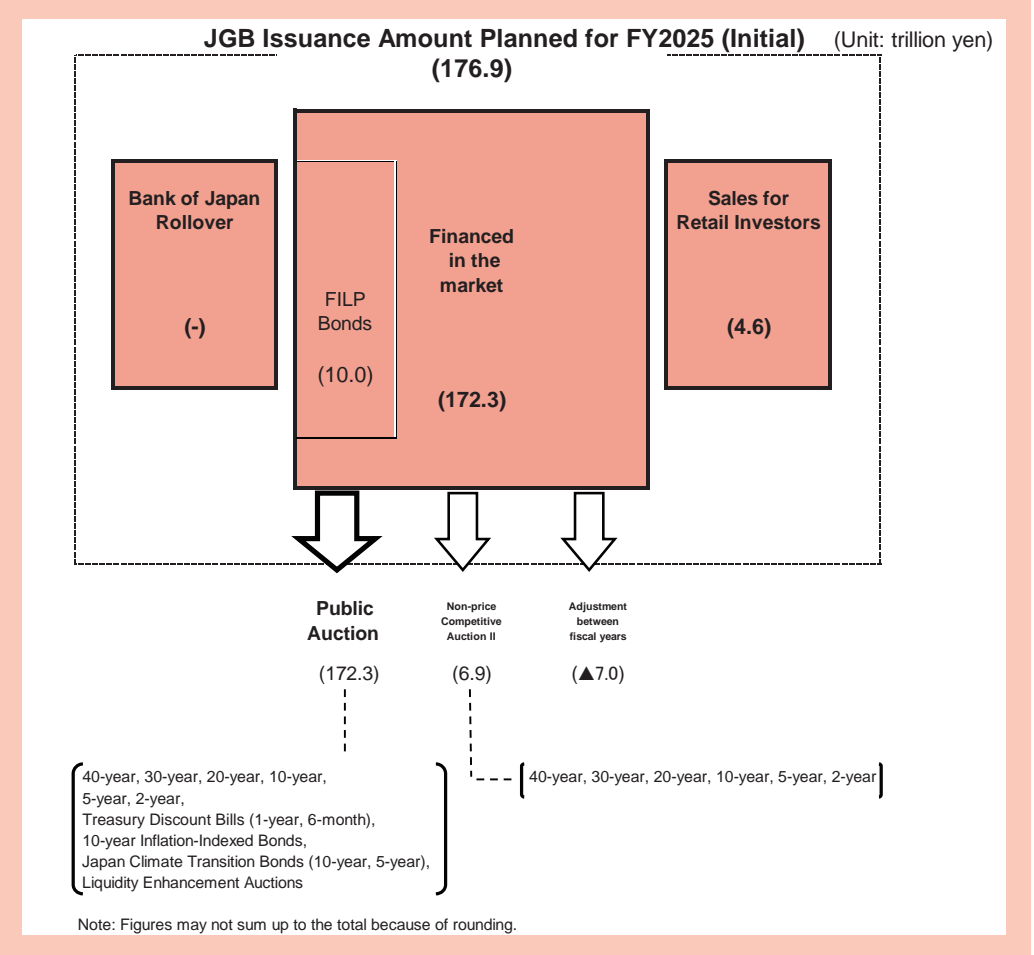 JGB Issuance Amount Planned for FY2025 (Initial) (Unit: trillion yen)
(176.9)
Bank of Japan
Rollover
(-)
FILP
Bonds
(10.0)
Financed
in the
market
(172.3)
Sales for
Retail Investors
(4.6)
Public
Auction
(172.3)
Non-price
Competitive
Auction II
(6.9)
Adjustment
between
fiscal years
(▲7.0)
40-year, 30-year, 20-year, 10-year,
5-year, 2-year,
Treasury Discount Bills (1-year, 6-month),
10-year Inflation-Indexed Bonds,
Japan Climate Transition Bonds (10-year, 5-year),
Liquidity Enhancement Auctions
40-year, 30-year, 20-year, 10-year, 5-year, 2-year
Note: Figures may not sum up to the total because of rounding.